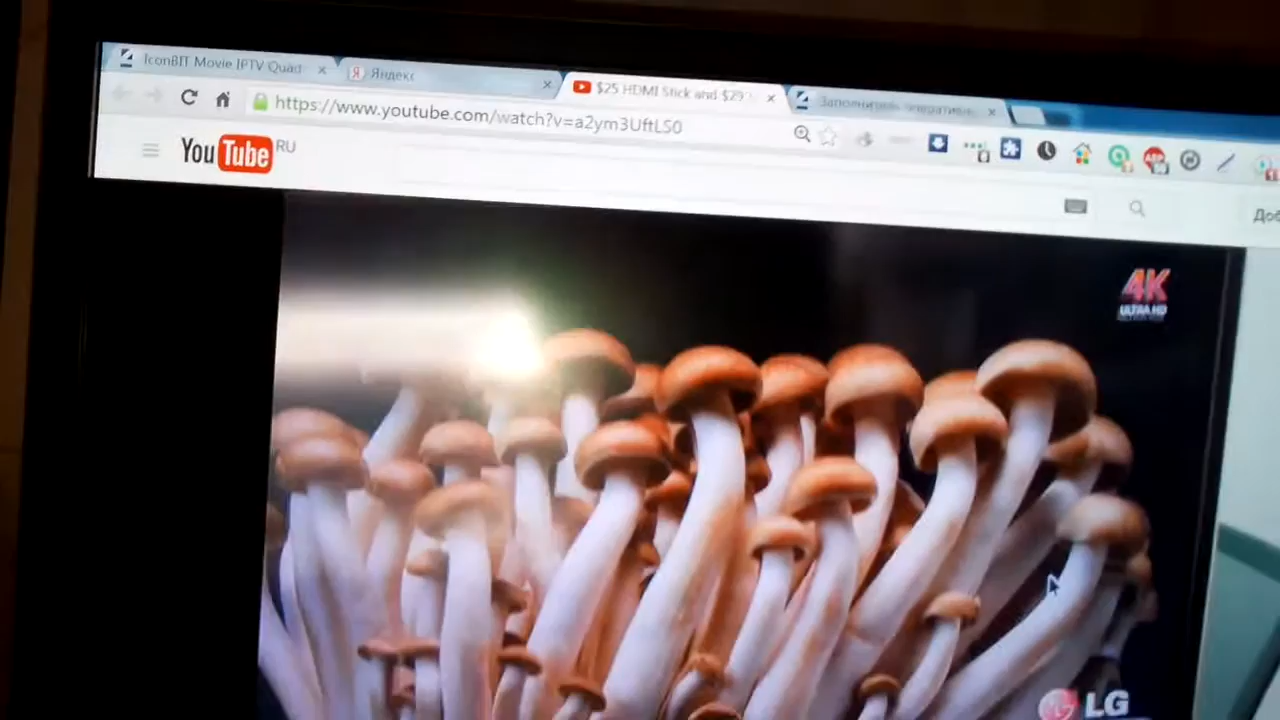 IconBIT Movie IPTV Quad
Яндекс
$25 HDMI Stick and $29
https://www.youtube.com/watch?v=a2ym3UftLS0
YouTube RU
4K
ULTRA HD
LG